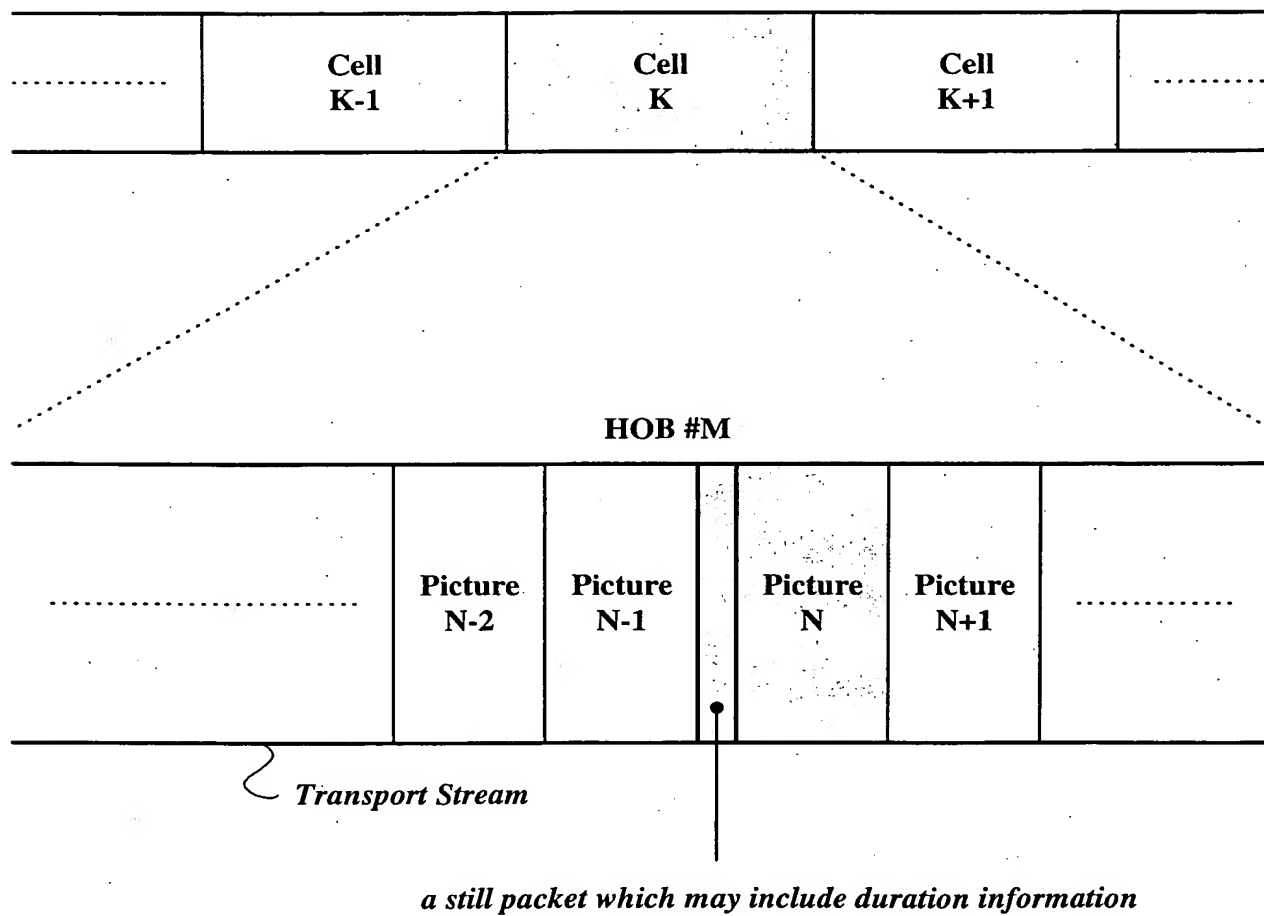 Cell
K-1
Cell
K
Cell
K+1
HOB #M
Picture
N-2
Picture
N-1
Picture
N
Picture
N+1
Transport Stream
a still packet which may include duration information